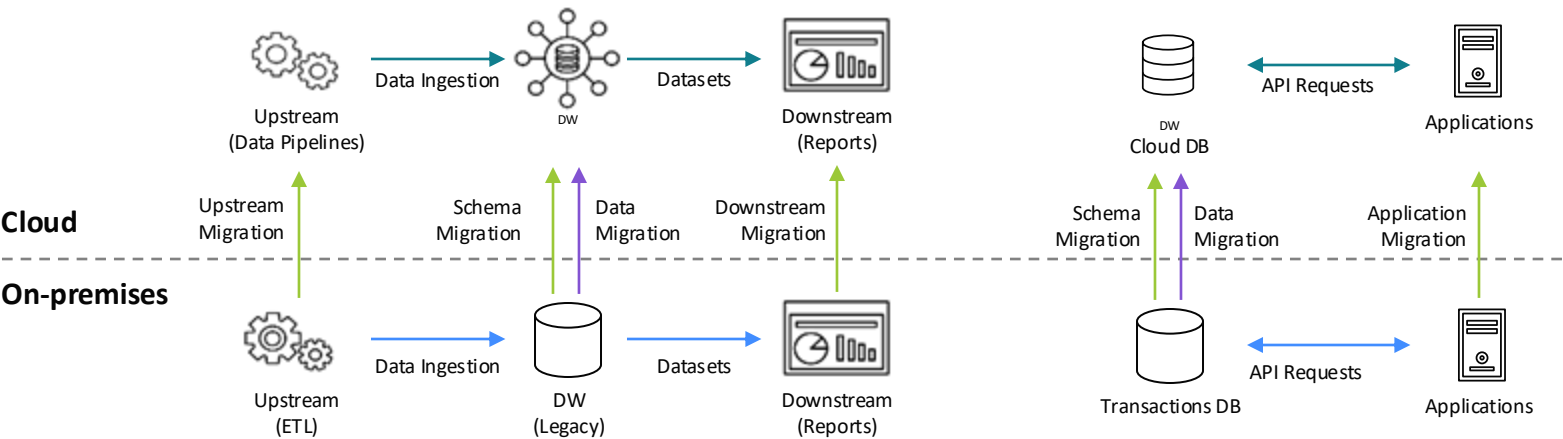 Data Ingestion
Datasets
API Requests
Upstream
(Data Pipelines)
DW
Downstream
(Reports)
DW
Cloud DB
Applications
Cloud
Upstream
Migration
Schema
Migration
Data
Migration
Downstream
Migration
Schema
Migration
Data
Migration
Application
Migration
On-premises
Data Ingestion
Datasets
API Requests
Upstream
(ETL)
DW
(Legacy)
Downstream
(Reports)
Transactions DB
Applications